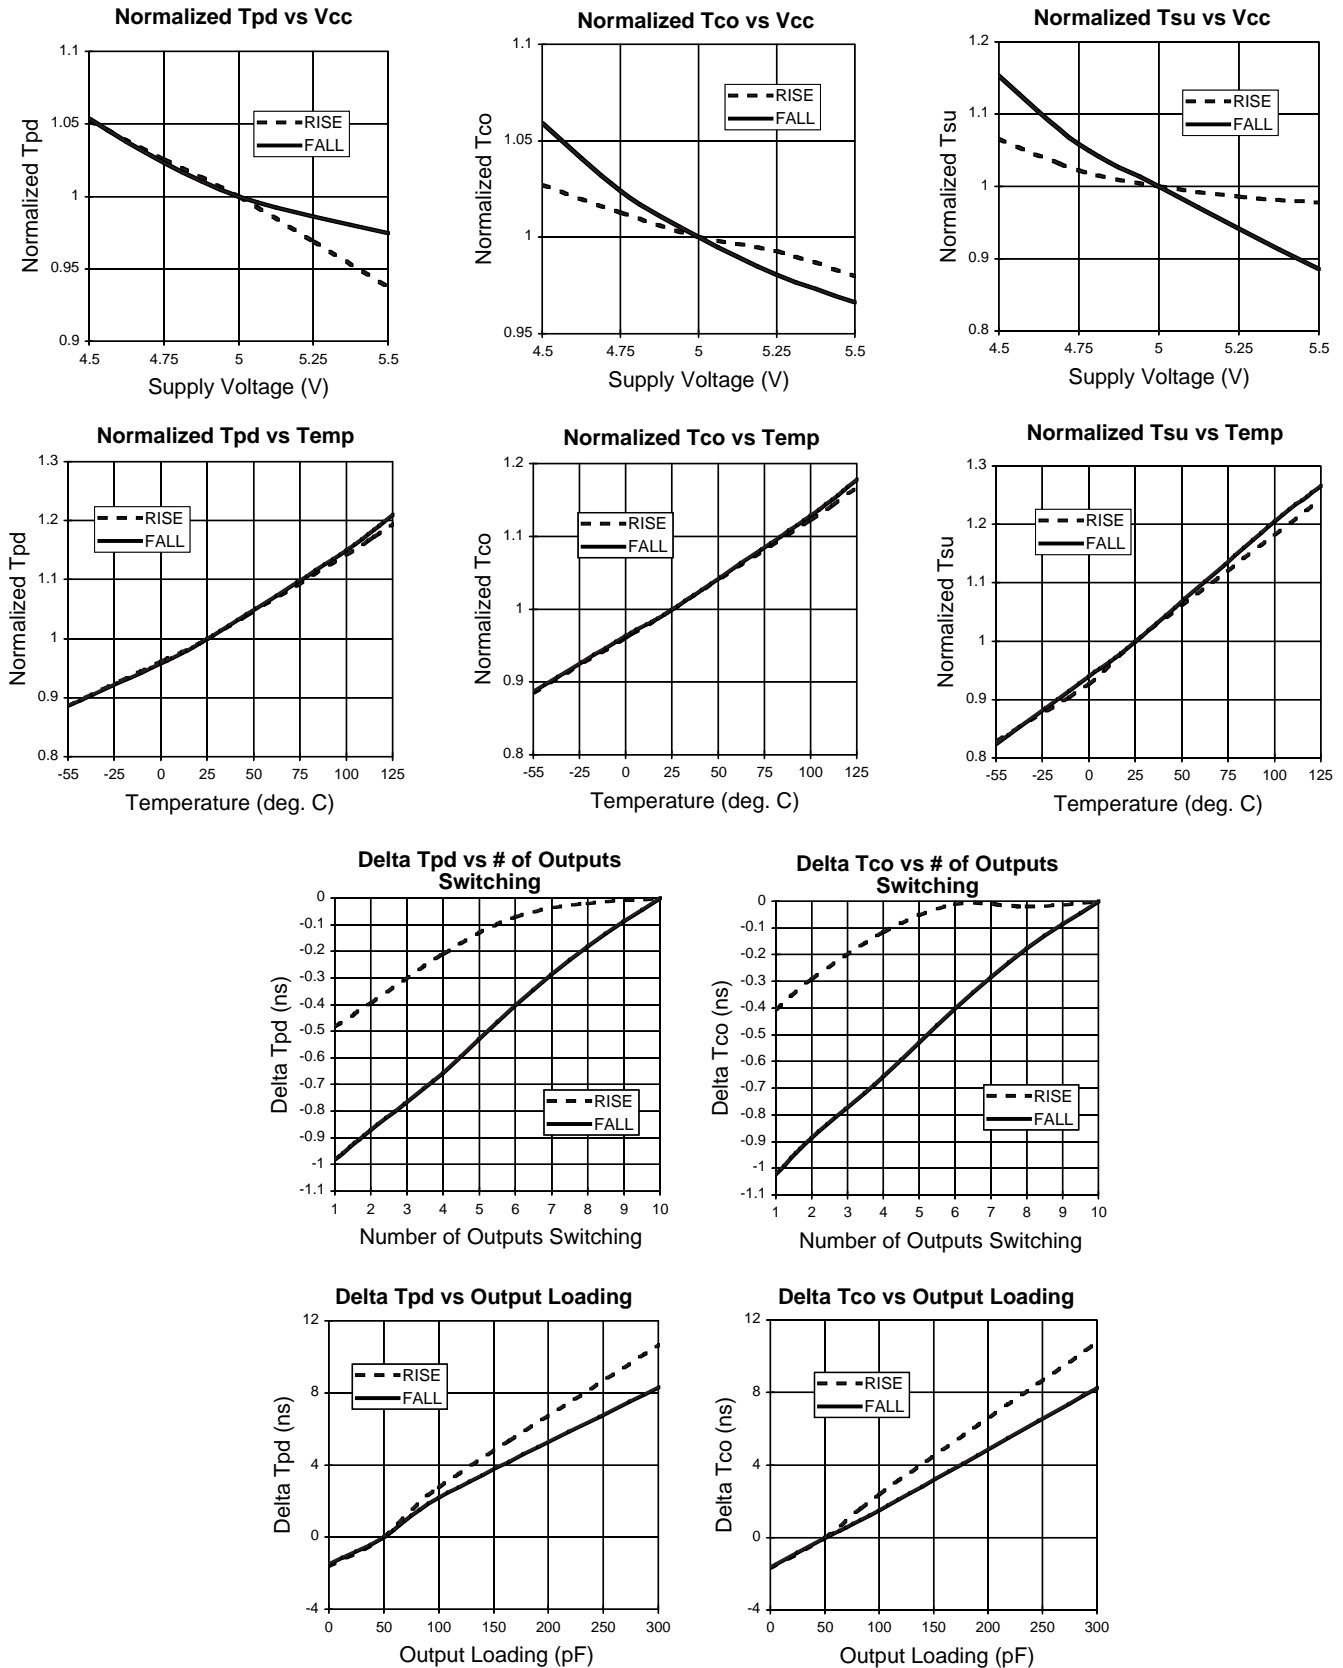 Normalized Tpd vs Vcc
Normalized Tpd
1.1
1.05
1
0.95
0.9
RISE
FALL
4.5 4.75 5 5.25 5.5
Supply Voltage (V)
Normalized Tco vs Vcc
Normalized Tco
1.1
1.05
1
0.95
RISE
FALL
4.5 4.75 5 5.25 5.5
Supply Voltage (V)
Normalized Tsu vs Vcc
Normalized Tsu
1.2
1.1
1
0.9
0.8
RISE
FALL
4.5 4.75 5 5.25 5.5
Supply Voltage (V)
Normalized Tpd vs Temp
Normalized Tpd
1.3
1.2
1.1
1
0.9
0.8
RISE
FALL
-55 -25 0 25 50 75 100 125
Temperature (deg. C)
Normalized Tco vs Temp
Normalized Tco
1.2
1.1
1
0.9
0.8
RISE
FALL
-55 -25 0 25 50 75 100 125
Temperature (deg. C)
Normalized Tsu vs Temp
Normalized Tsu
1.3
1.2
1.1
1
0.9
0.8
RISE
FALL
-55 -25 0 25 50 75 100 125
Temperature (deg. C)
Delta Tpd vs # of Outputs
Switching
Delta Tpd (ns)
0
-0.1
-0.2
-0.3
-0.4
-0.5
-0.6
-0.7
-0.8
-0.9
-1
-1.1
RISE
FALL
1 2 3 4 5 6 7 8 9 10
Number of Outputs Switching
Delta Tco vs # of Outputs
Switching
Delta Tco (ns)
0
-0.1
-0.2
-0.3
-0.4
-0.5
-0.6
-0.7
-0.8
-0.9
-1
-1.1
RISE
FALL
1 2 3 4 5 6 7 8 9 10
Number of Outputs Switching
Delta Tpd vs Output Loading
Delta Tpd (ns)
12
8
4
0
-4
RISE
FALL
0 50 100 150 200 250 300
Output Loading (pF)
Delta Tco vs Output Loading
Delta Tco (ns)
12
8
4
0
-4
RISE
FALL
0 50 100 150 200 250 300
Output Loading (pF)